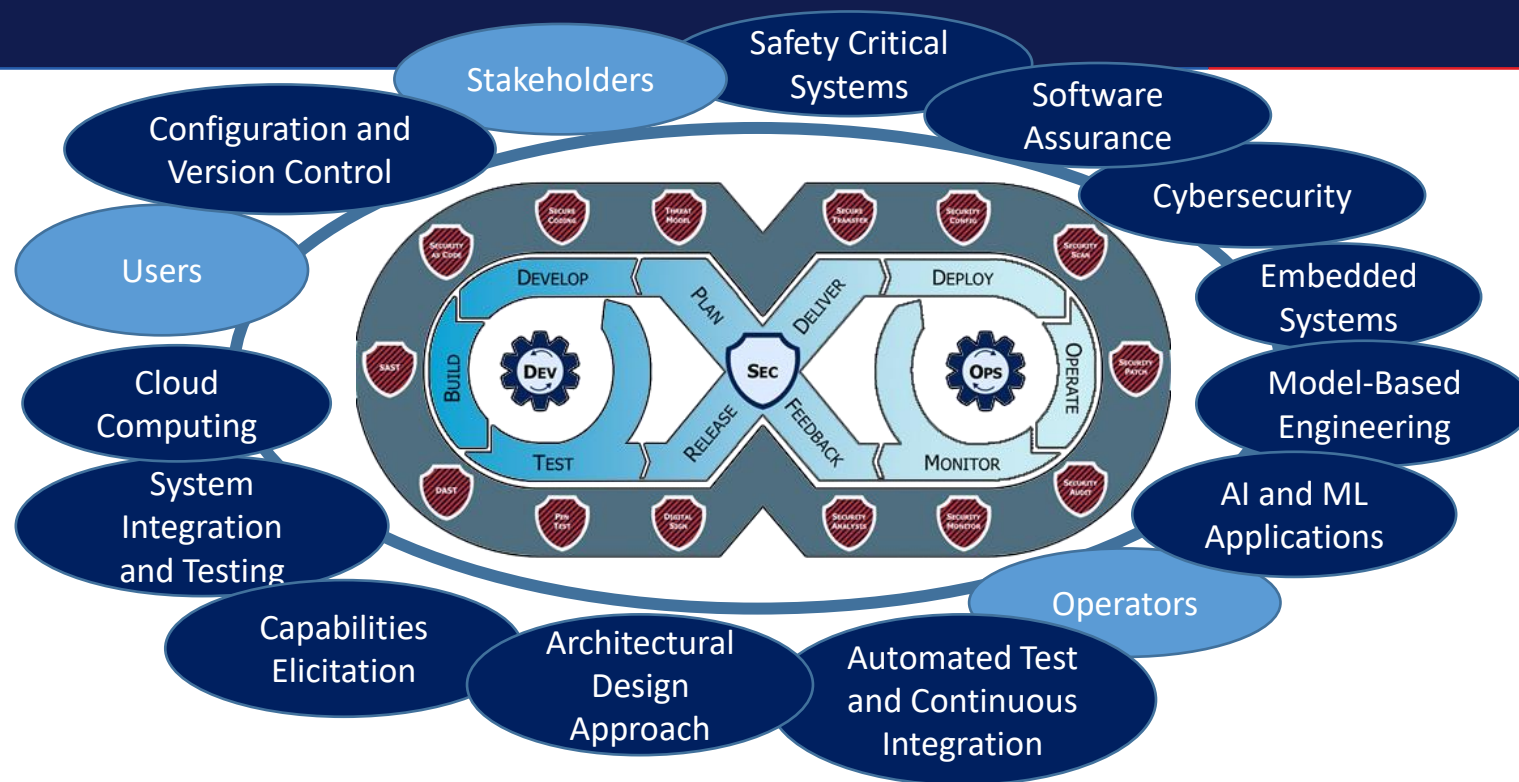 Stakeholders
Safety Critical
Systems
Software
Assurance
Configuration and
Version Control
Cybersecurity
Users
Embedded
Systems
Cloud
Computing
Model-Based
Engineering
System
Integration
and Testing
AI and ML
Applications
Operators
Capabilities
Elicitation
Architectural
Design
Approach
Automated Test
and Continuous
Integration
SECURE
CODING
THREAT
MODEL
SECURE
TRANSFER
SECURITY
CONFIG
SECURITY
AS CODE
SECURITY
SCAN
DEVELOP
PLAN
DELIVER
DEPLOY
SAST
BUILD
DEV
SEC
OPS
OPERATE
SECURITY
PATCH
TEST
RELEASE
FEEDBACK
MONITOR
DAST
PEN
TEST
DIGITAL
SIGN
SECURITY
ANALYSIS
SECURITY
MONITOR
SECURITY
AUDIT